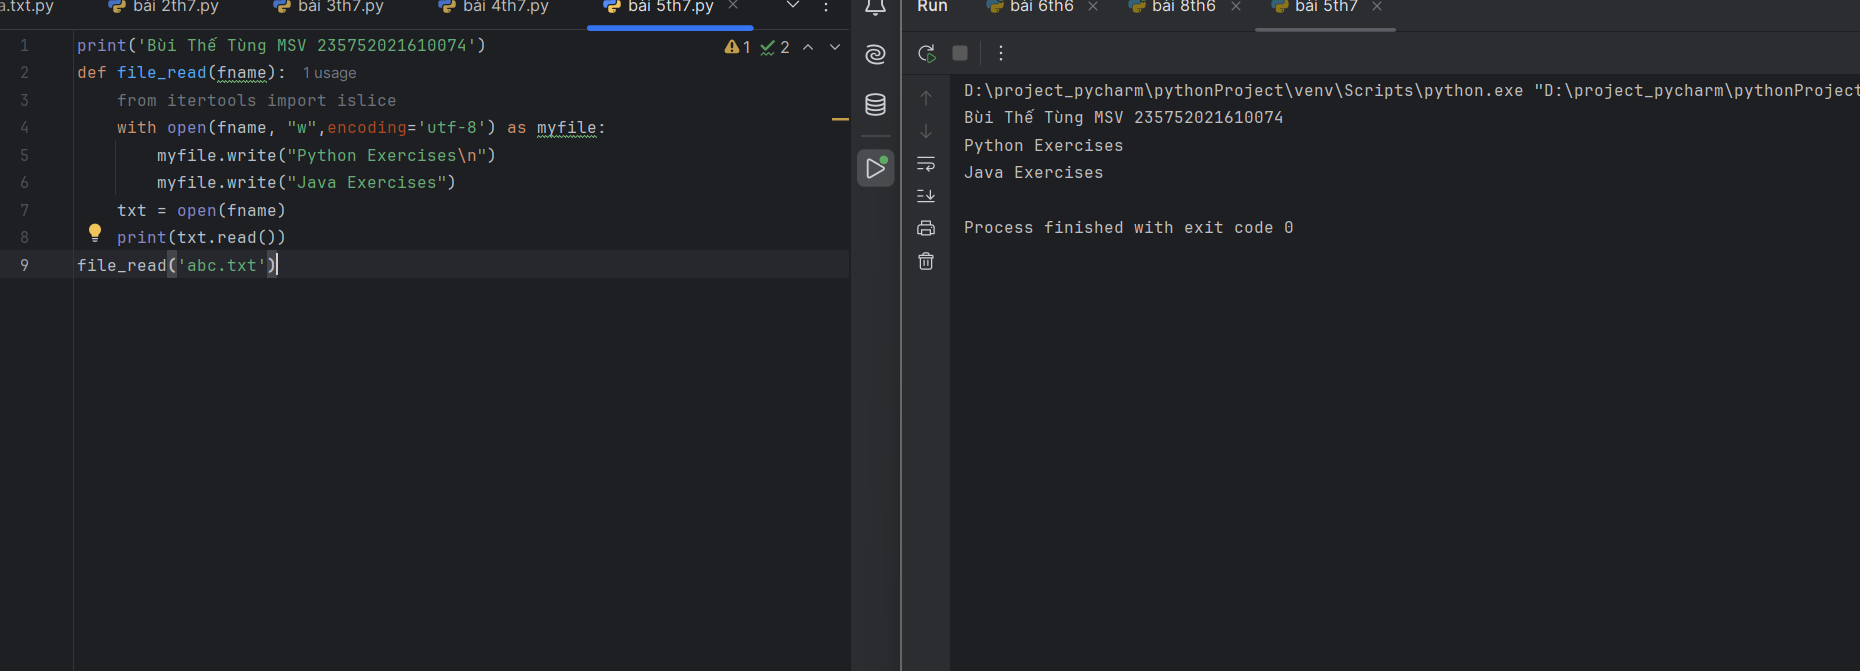 a.txt.py bài 2th7.py bài 3th7.py bài 4th7.py bài 5th7.py
1 print('Bùi Thế Tùng MSV 235752021610074') 1 2
2 def file_read(fname): 1 usage
3 from itertools import islice
4 with open(fname, "w",encoding='utf-8') as myfile:
5 myfile.write("Python Exercises\n")
6 myfile.write("Java Exercises")
7 txt = open(fname)
8 print(txt.read())
9 file_read('abc.txt')
Run bài 6th6 bài 8th6 bài 5th7
D:\project_pycharm\pythonProject\venv\Scripts\python.exe "D:\project_pycharm\pythonProject
Bùi Thế Tùng MSV 235752021610074
Python Exercises
Java Exercises
Process finished with exit code 0